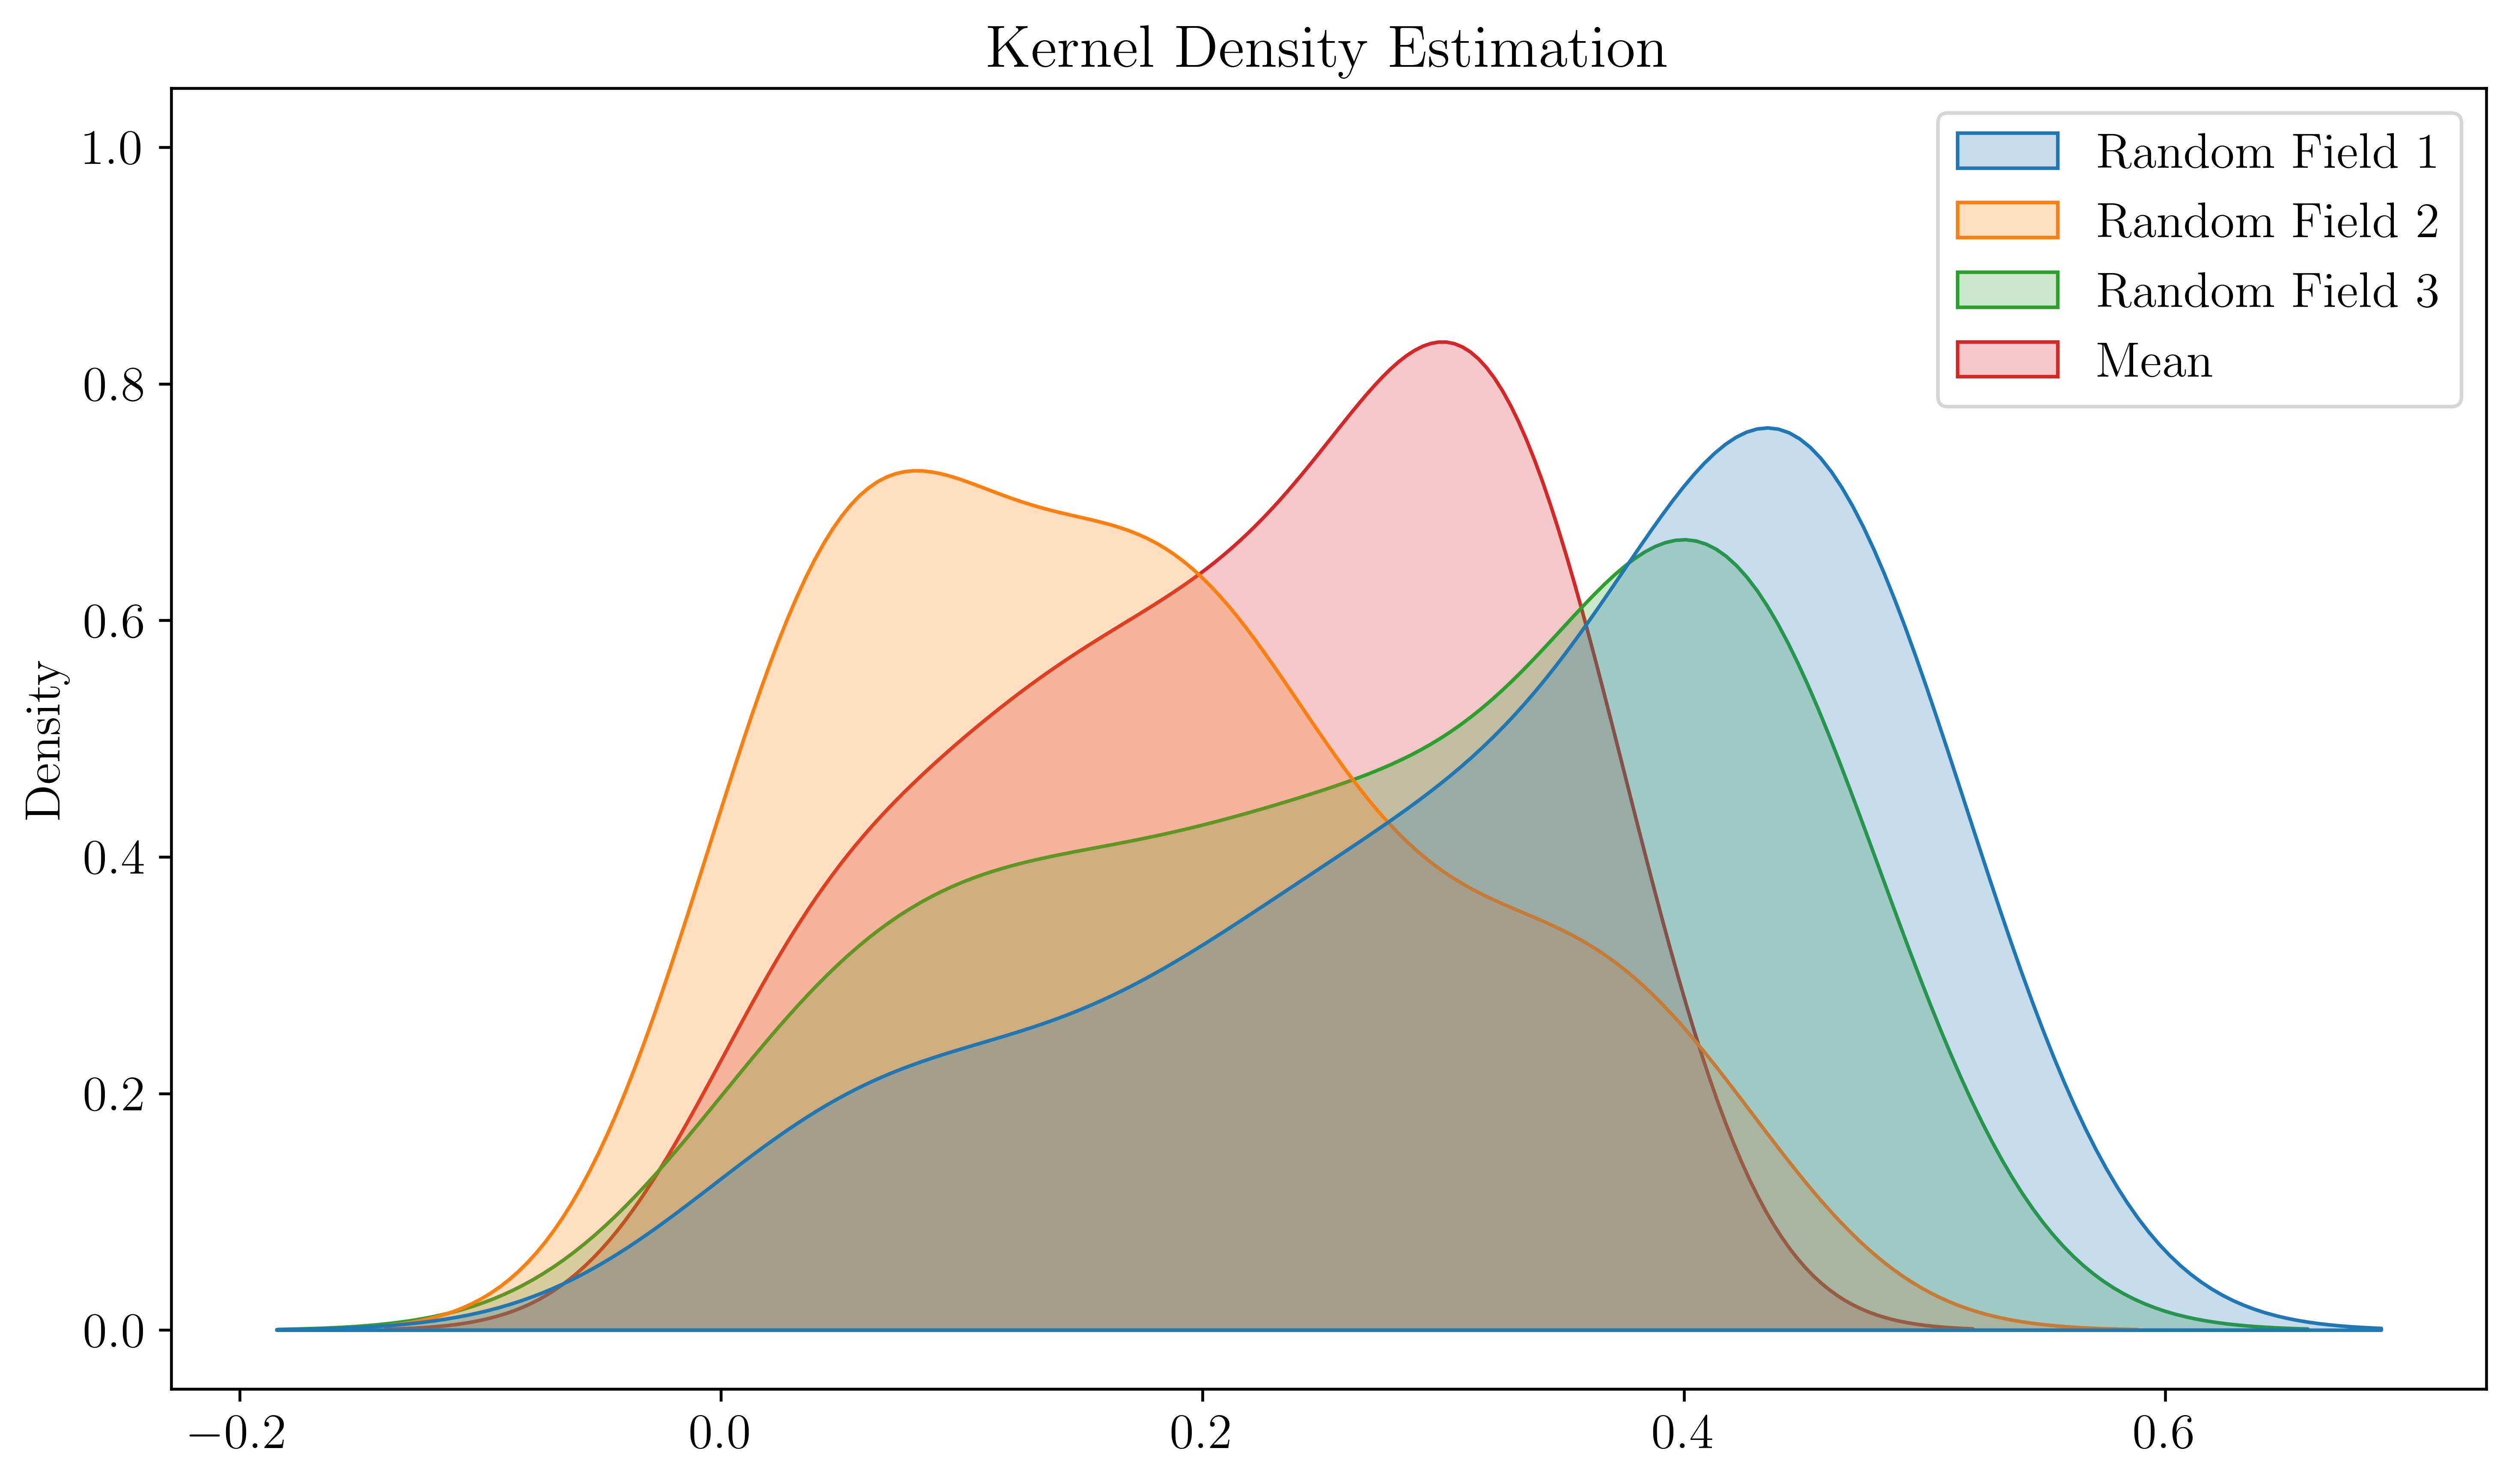 Kernel Density Estimation
Random Field 1
Random Field 2
Random Field 3
Mean
Density
1.0
0.8
0.6
0.4
0.2
0.0
−0.2 0.0 0.2 0.4 0.6